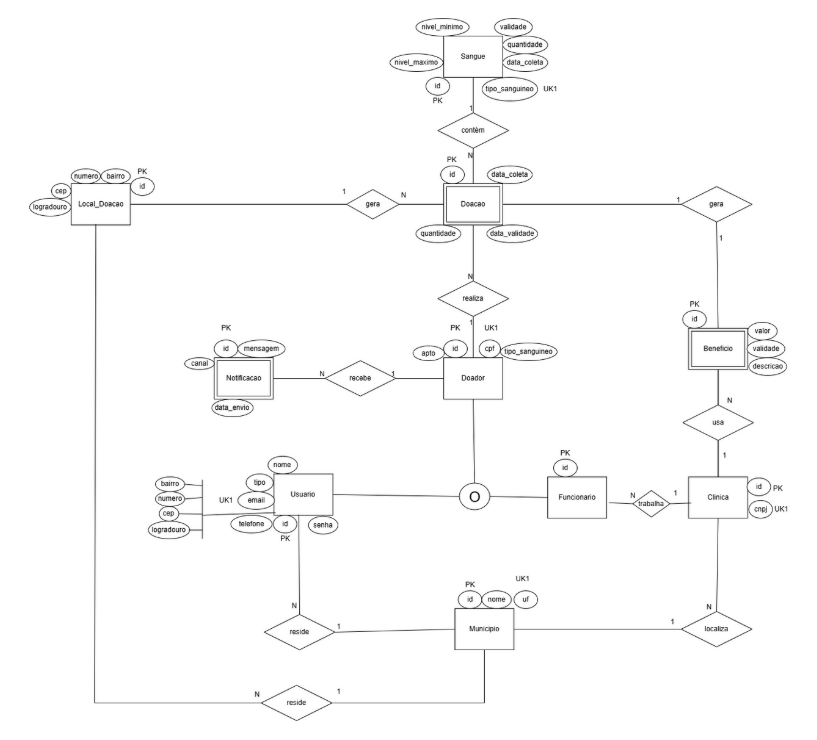 nivel_minimo
validade
quantidade
Sangue
nivel_maximo
data_coleta
id
tipo_sanguineo
UK1
PK
1
contém
N
PK
id
data_coleta
numero
bairro
PK
id
cep
logradouro
Local_Doacao
1
gera
N
Doacao
1
gera
quantidade
data_validade
1
N
realiza
1
PK
id
valor
Beneficio
validade
descricao
PK
id
mensagem
canal
Notificacao
data_envio
N
recebe
1
PK
UK1
apto
id
cpf
tipo_sanguineo
Doador
N
usa
1
nome
bairro
tipo
numero
UK1
email
Usuario
cep
logradouro
telefone
id
senha
PK
O
PK
id
Funcionario
N
trabalha
1
Clinica
id
PK
cnpj
UK1
N
reside
1
PK
UK1
id
nome
uf
Municipio
1
N
localiza
N
reside
1